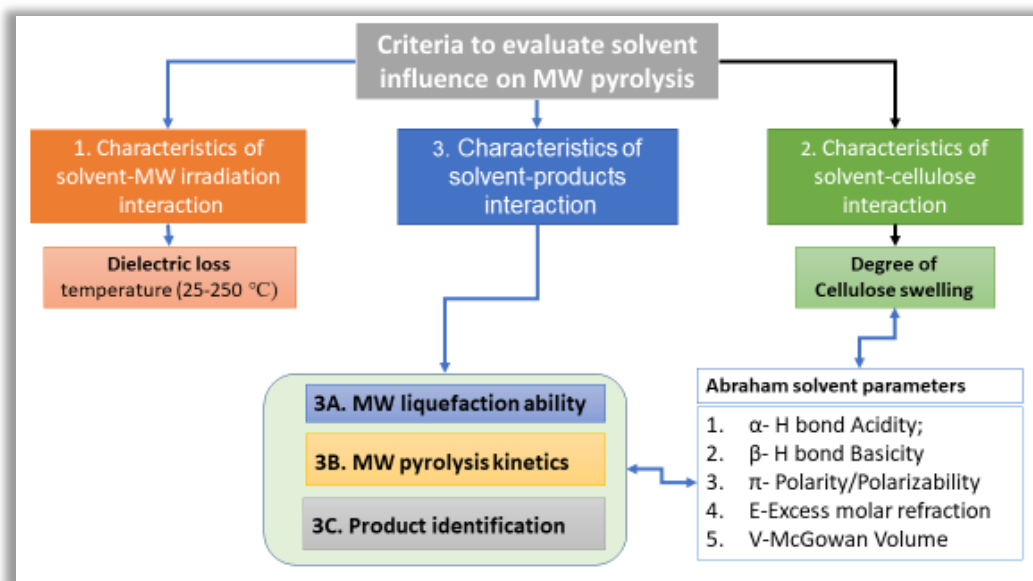 Criteria to evaluate solvent
influence on MW pyrolysis
1. Characteristics of
solvent-MW irradiation
interaction
3. Characteristics of
solvent-products
interaction
2. Characteristics of
solvent-cellulose
interaction
Dielectric loss
temperature (25-250 ℃)
Degree of
Cellulose swelling
3A. MW liquefaction ability
3B. MW pyrolysis kinetics
3C. Product identification
Abraham solvent parameters
1. α- H bond Acidity;
2. β- H bond Basicity
3. π- Polarity/Polarizability
4. E-Excess molar refraction
5. V-McGowan Volume